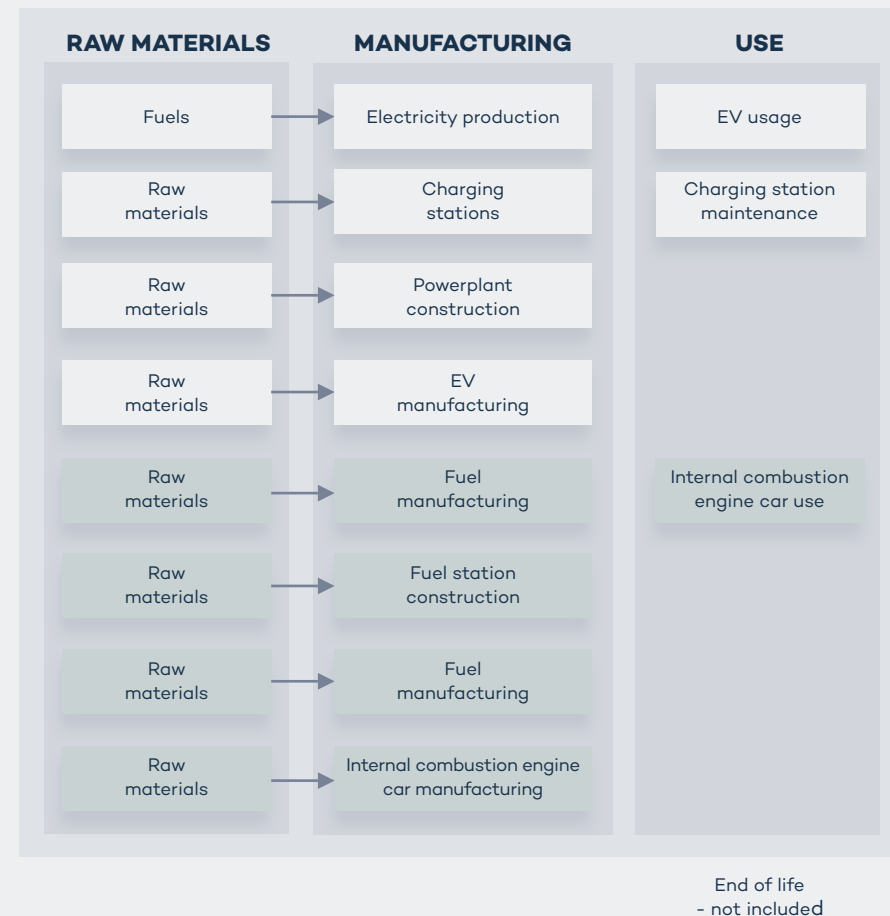 RAW MATERIALS
MANUFACTURING
USE
Fuels
Electricity production
EV usage
Raw
materials
Charging
stations
Charging station
maintenance
Raw
materials
Powerplant
construction
Raw
materials
EV
manufacturing
Raw
materials
Fuel
manufacturing
Internal combustion
engine car use
Raw
materials
Fuel station
construction
Raw
materials
Fuel
manufacturing
Raw
materials
Internal combustion engine
car manufacturing
End of life
- not included